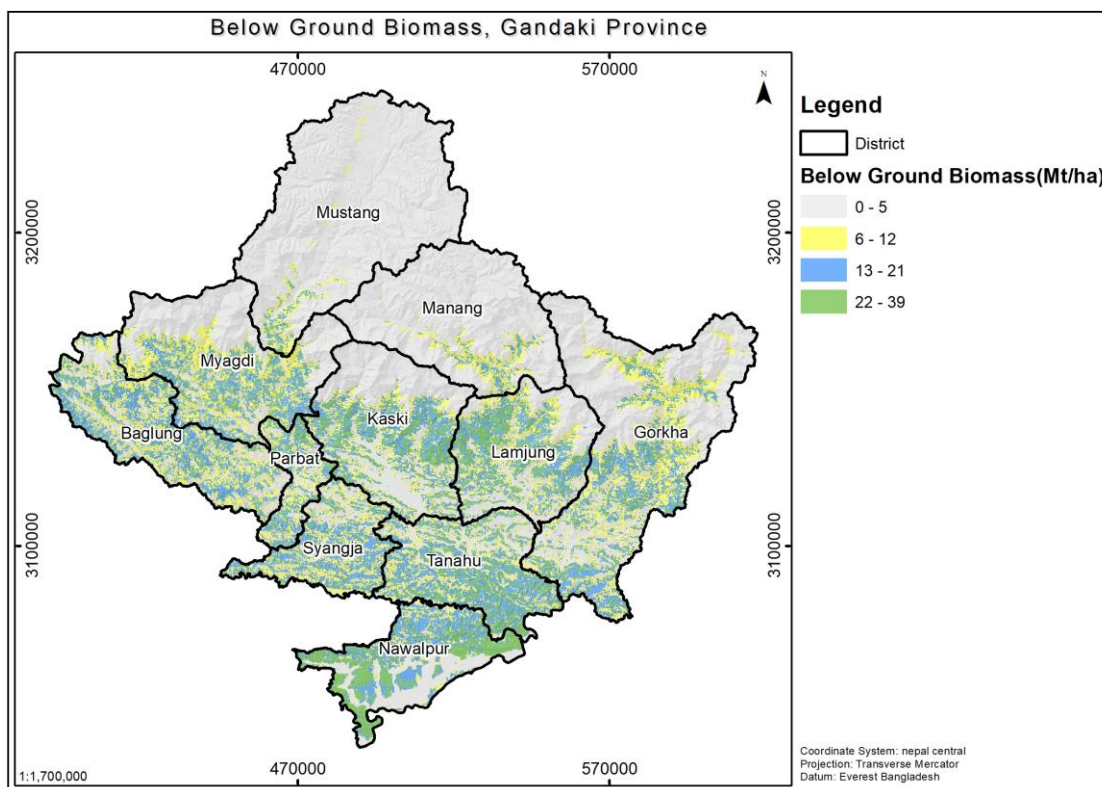 Below Ground Biomass, Gandaki Province
470000
570000
N
3200000
3200000
3100000
3100000
Mustang
Manang
Myagdi
Kaski
Gorkha
Baglung
Lamjung
Parbat
Syangja
Tanahu
Nawalpur
1:1,700,000
470000
570000
Legend
District
Below Ground Biomass(Mt/ha)
0 - 5
6 - 12
13 - 21
22 - 39
Coordinate System: nepal central
Projection: Transverse Mercator
Datum: Everest Bangladesh